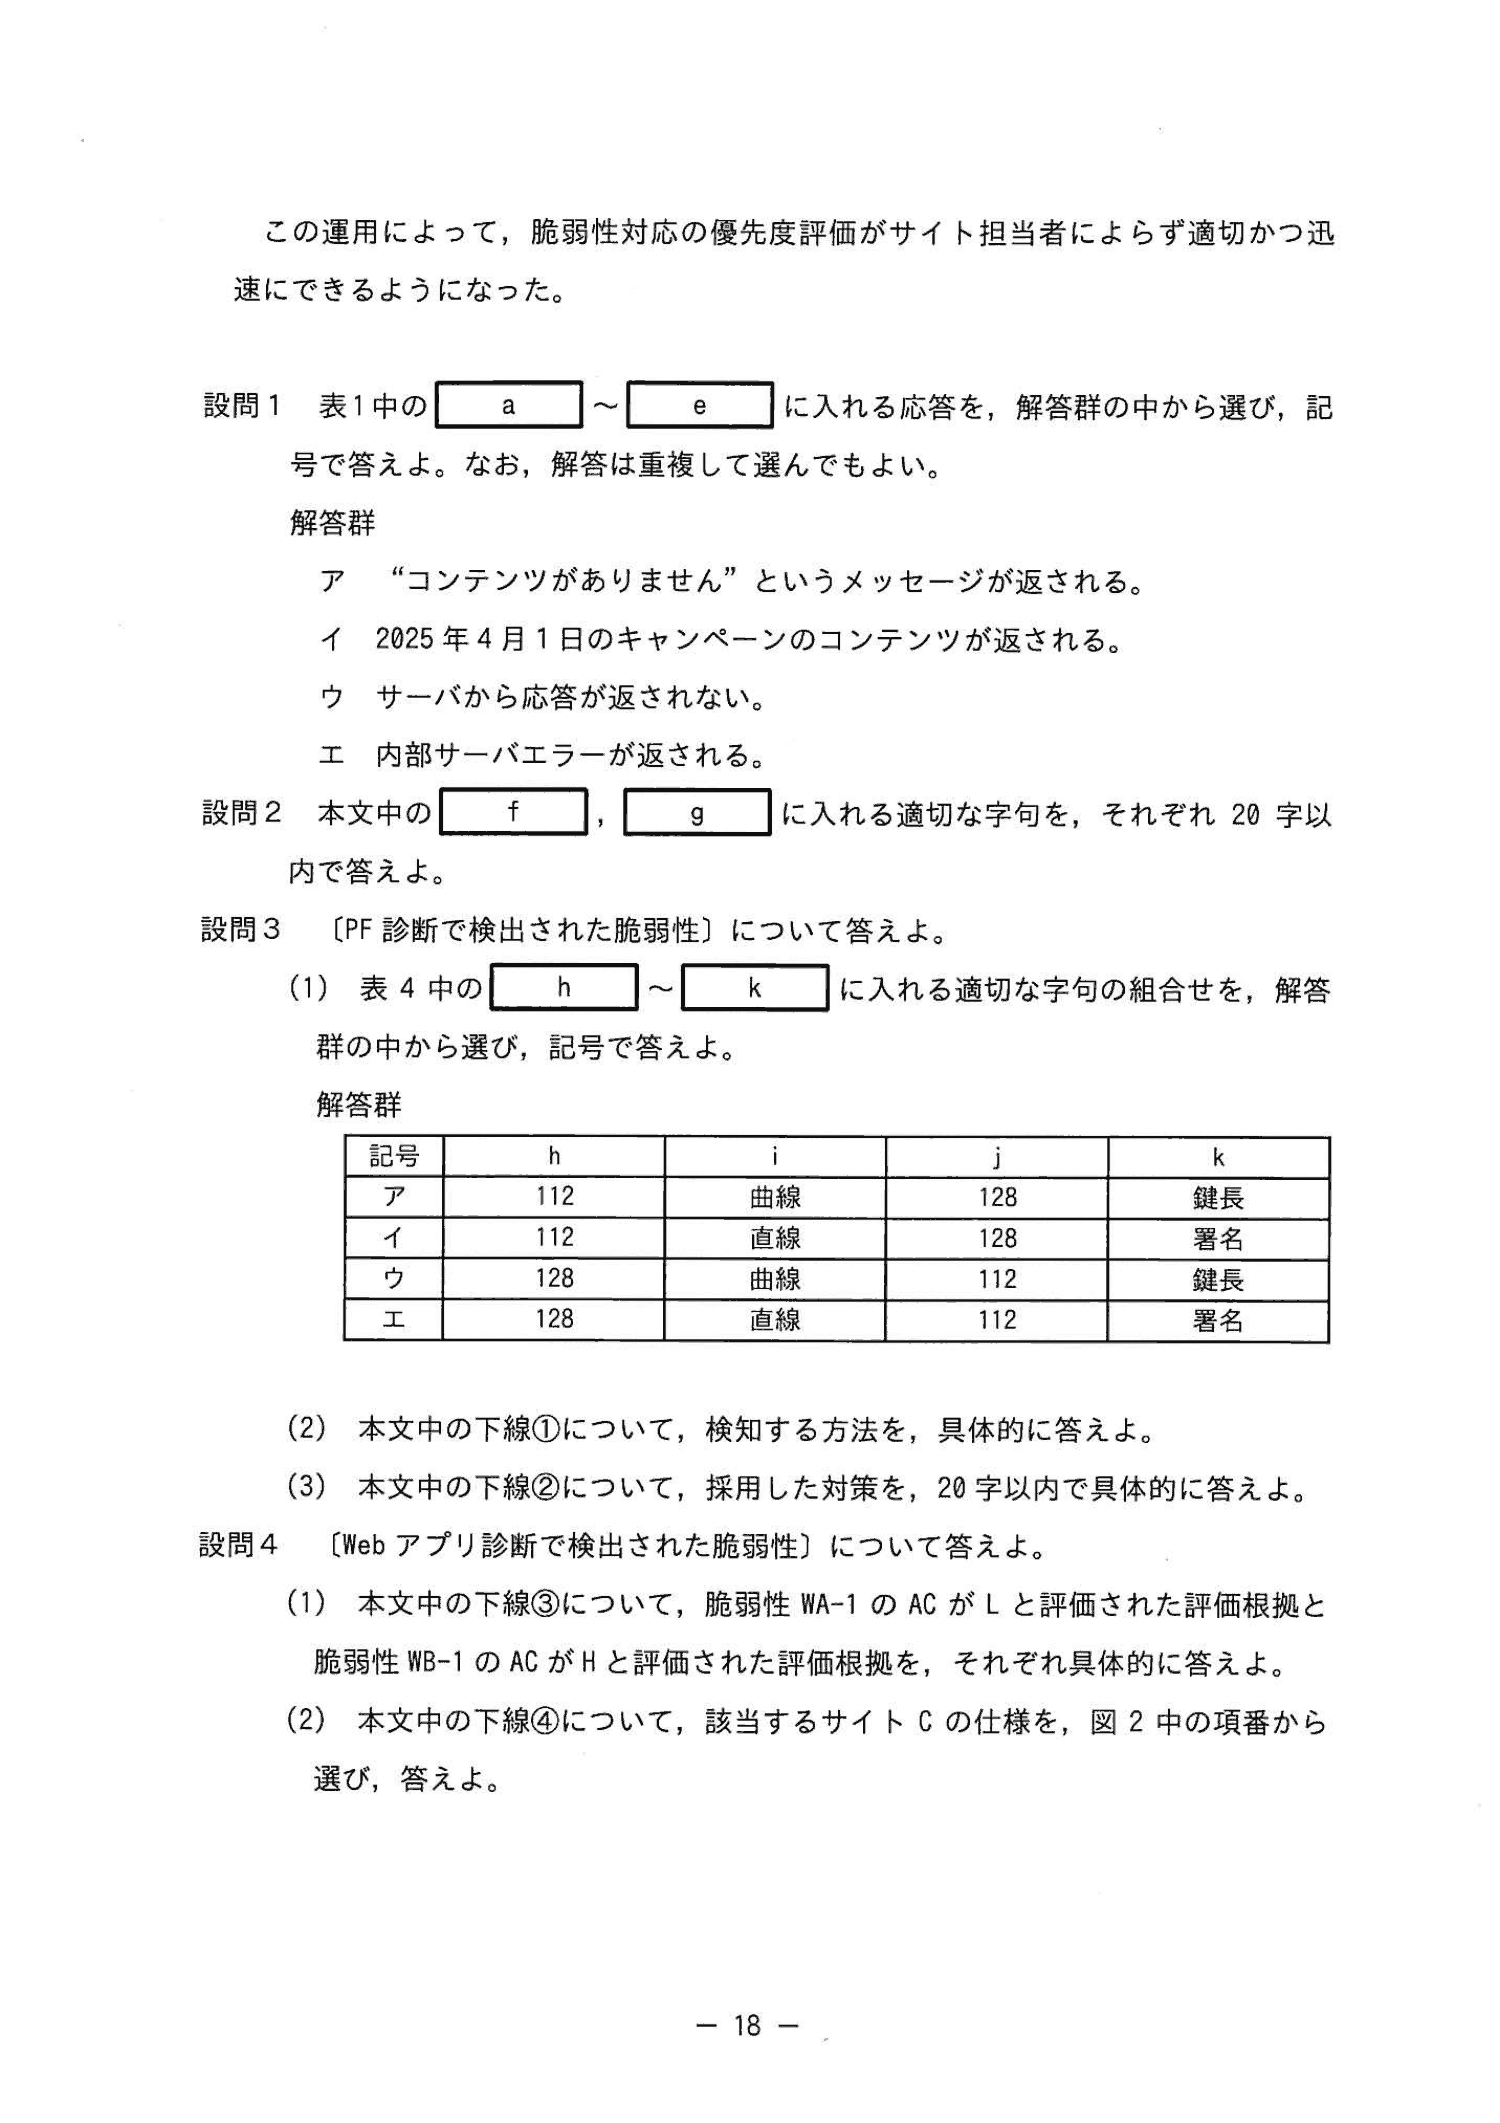 この運用によって，脆弱性対応の優先度評価がサイト担当者によらず適切かつ迅
速にできるようになった。
設問1 表1中の a ～ e に入れる応答を，解答群の中から選び，記
号で答えよ。なお，解答は重複して選んでもよい。
解答群
ア “コンテンツがありません”というメッセージが返される。
イ 2025年4月1日のキャンペーンのコンテンツが返される。
ウ サーバから応答が返されない。
エ 内部サーバエラーが返される。
設問2 本文中の f ， g に入れる適切な字句を，それぞれ 20 字以
内で答えよ。
設問3 〔PF 診断で検出された脆弱性〕について答えよ。
(1) 表 4 中の h ～ k に入れる適切な字句の組合せを，解答
群の中から選び，記号で答えよ。
解答群
記号 h i j k
ア 112 曲線 128 鍵長
イ 112 直線 128 署名
ウ 128 曲線 112 鍵長
エ 128 直線 112 署名
(2) 本文中の下線①について，検知する方法を，具体的に答えよ。
(3) 本文中の下線②について，採用した対策を，20 字以内で具体的に答えよ。
設問4 〔Web アプリ診断で検出された脆弱性〕について答えよ。
(1) 本文中の下線③について，脆弱性 WA-1 の AC が L と評価された評価根拠と
脆弱性 WB-1 の AC が H と評価された評価根拠を，それぞれ具体的に答えよ。
(2) 本文中の下線④について，該当するサイト C の仕様を，図 2 中の項番から
選び，答えよ。
－ 18 －